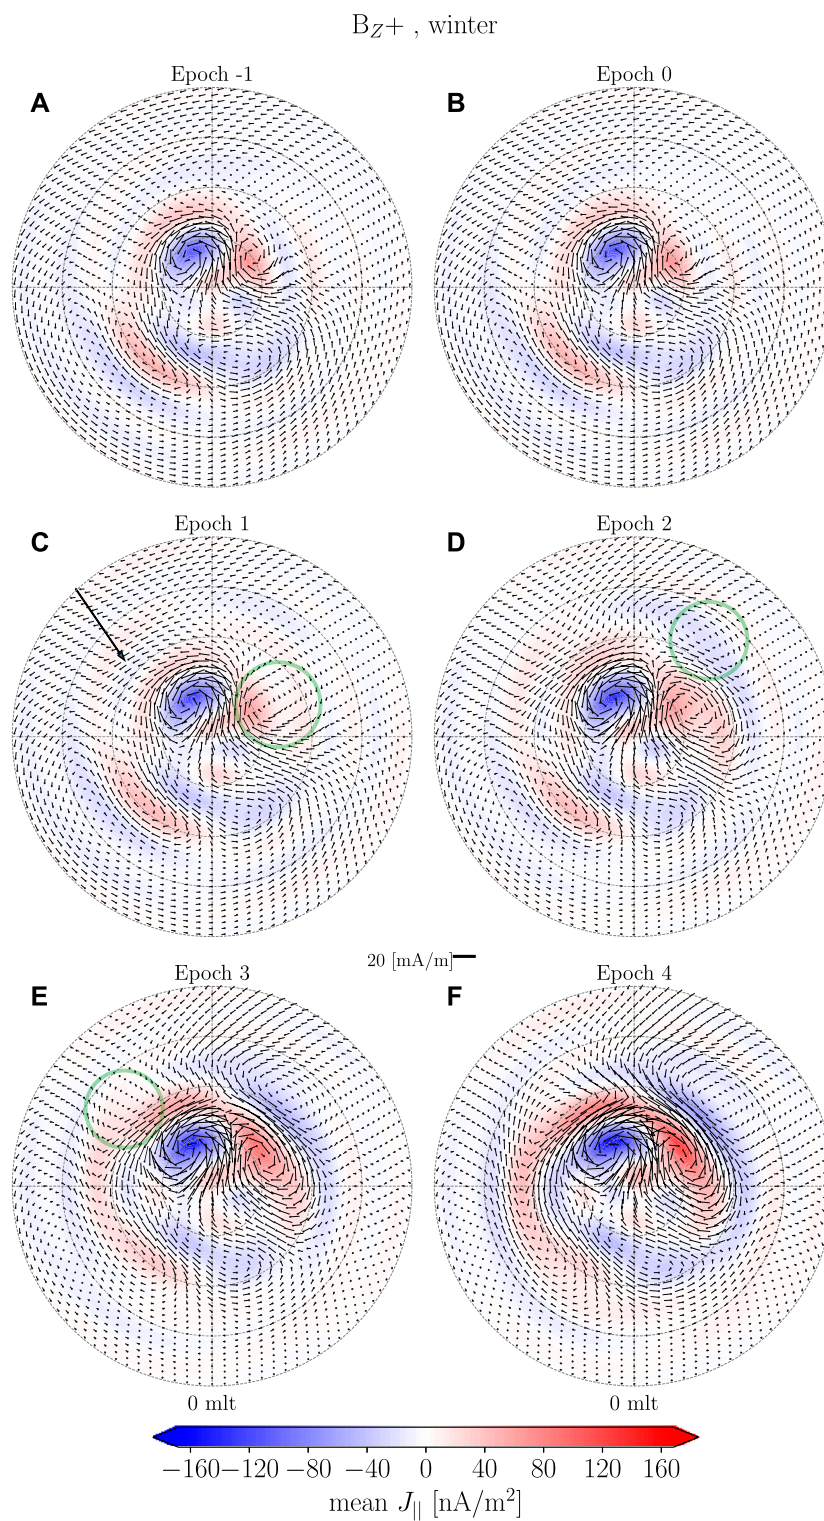 B_Z+ , winter
Epoch -1
Epoch 0
A
B
Epoch 1
Epoch 2
C
D
20 [mA/m]
Epoch 3
Epoch 4
E
F
0 mlt
0 mlt
−160 −120 −80 −40 0 40 80 120 160
mean J_|| [nA/m²]